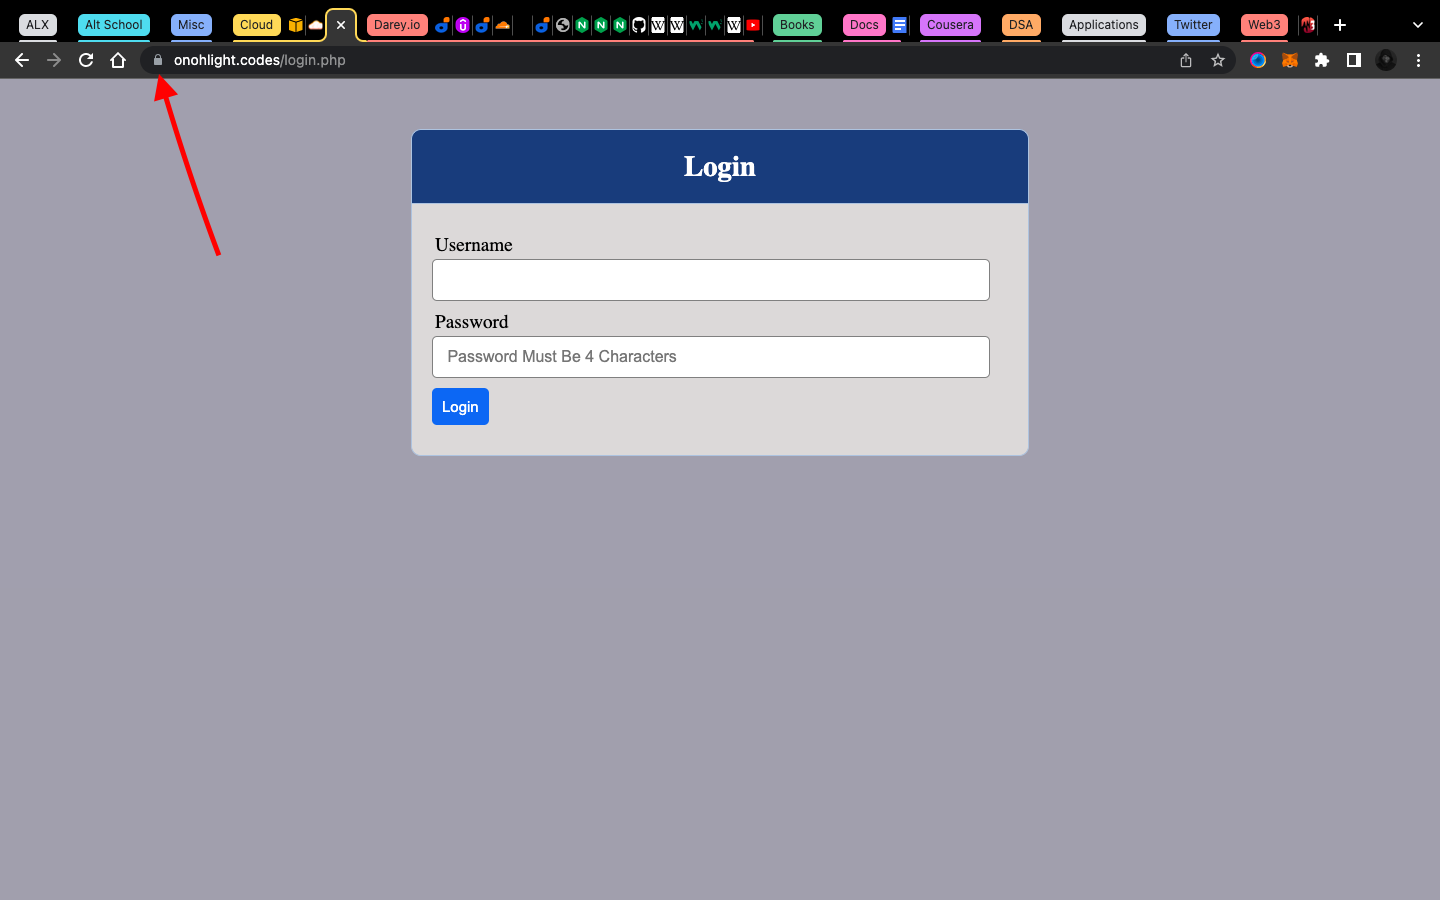 ALX Alt School Misc Cloud Darey.io Books Docs Cousera DSA Applications Twitter Web3
onohlight.codes/login.php
Login
Username
Password
Password Must Be 4 Characters
Login